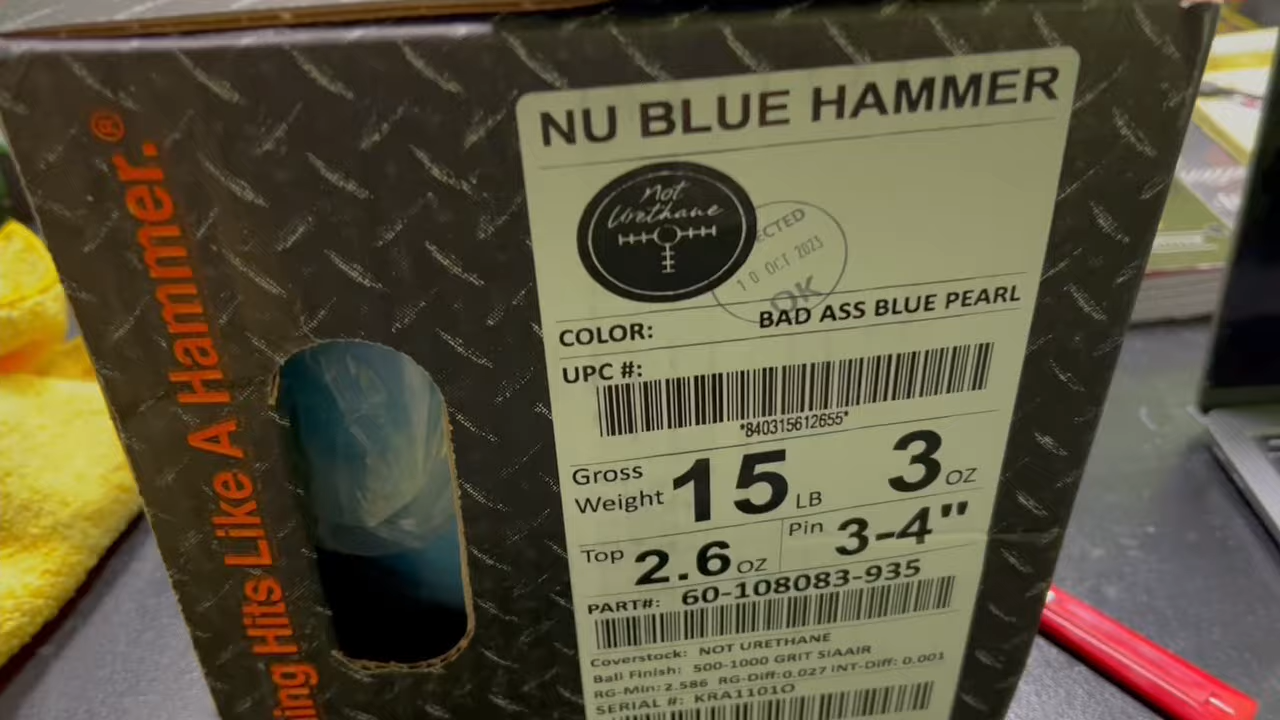 ing Hits Like A Hammer.®
NU BLUE HAMMER
Not
Urethane
ECTED
10 OCT 2023
OK
COLOR: BAD ASS BLUE PEARL
UPC #:
*840315612655*
Gross Weight 15 LB 3 OZ
Top 2.6 OZ Pin 3-4"
PART#: 60-108083-935
Coverstock: NOT URETHANE
Ball Finish: 500-1000 GRIT SIAAIR
RG-Min: 2.586 RG-Diff: 0.027 INT-Diff: 0.001
SERIAL #: KRA1101O